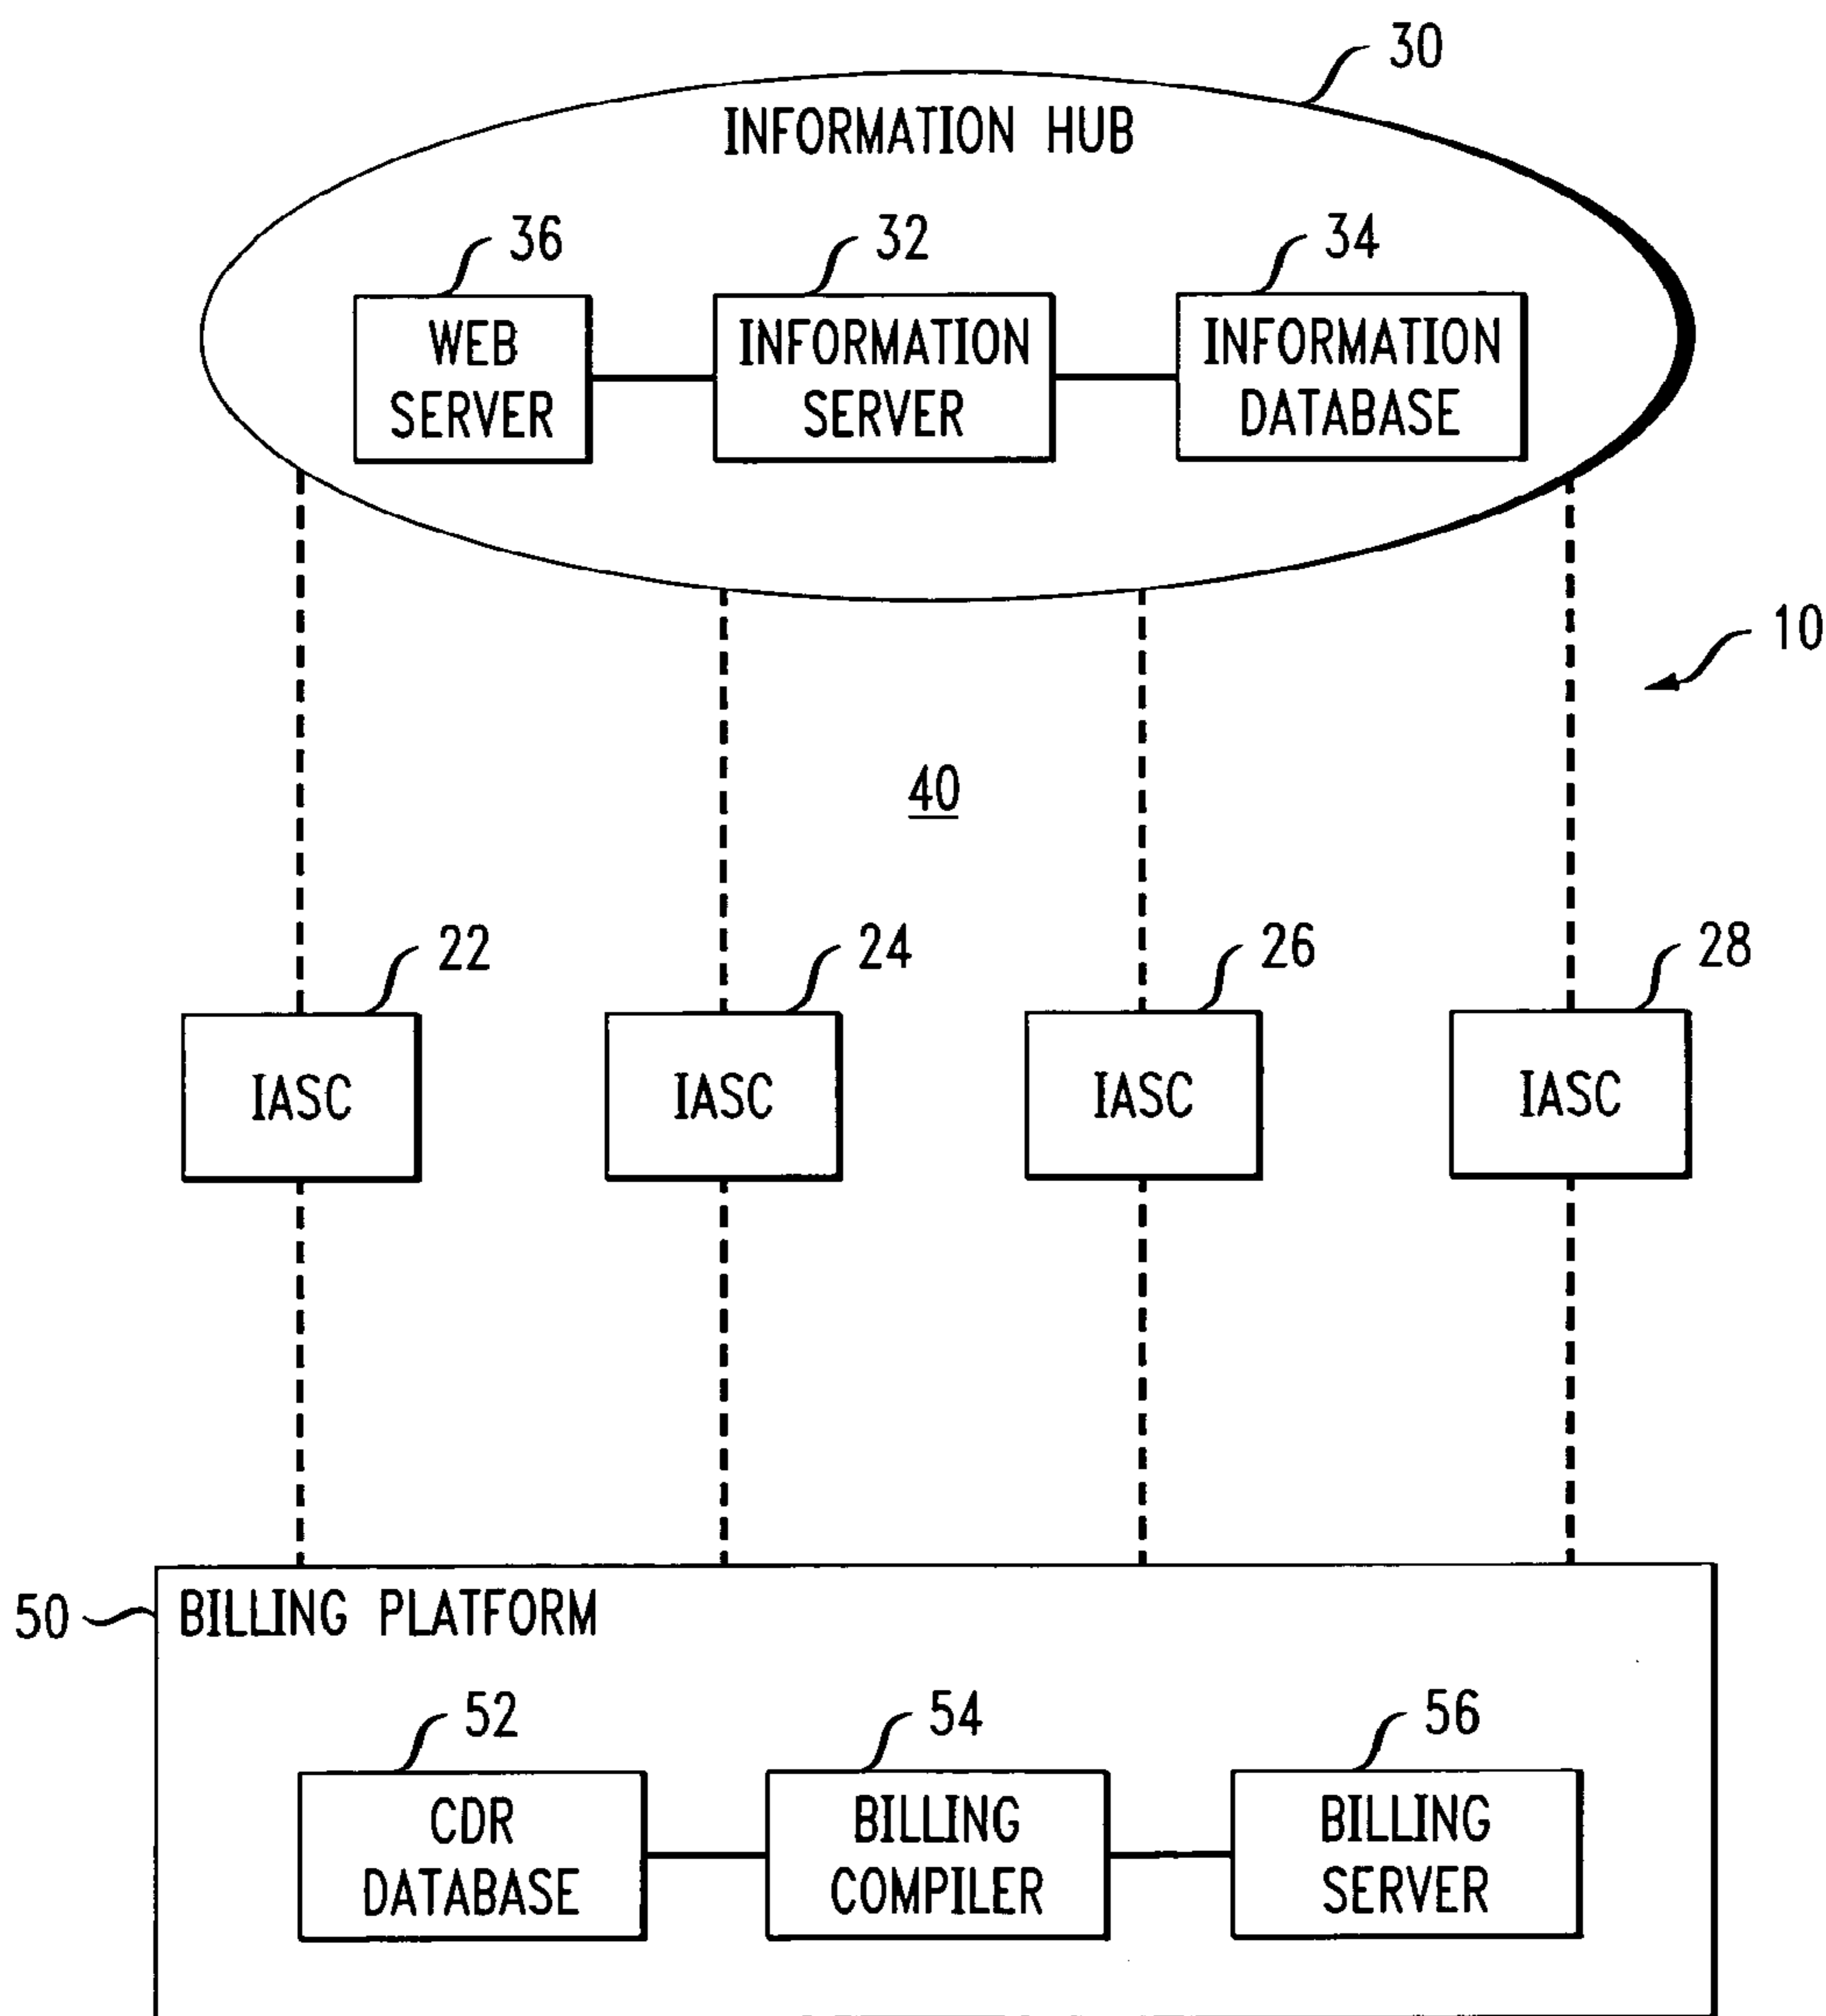 30
INFORMATION HUB
36
32
34
WEB
SERVER
INFORMATION
SERVER
INFORMATION
DATABASE
10
40
22
24
26
28
IASC
IASC
IASC
IASC
50
BILLING PLATFORM
52
54
56
CDR
DATABASE
BILLING
COMPILER
BILLING
SERVER